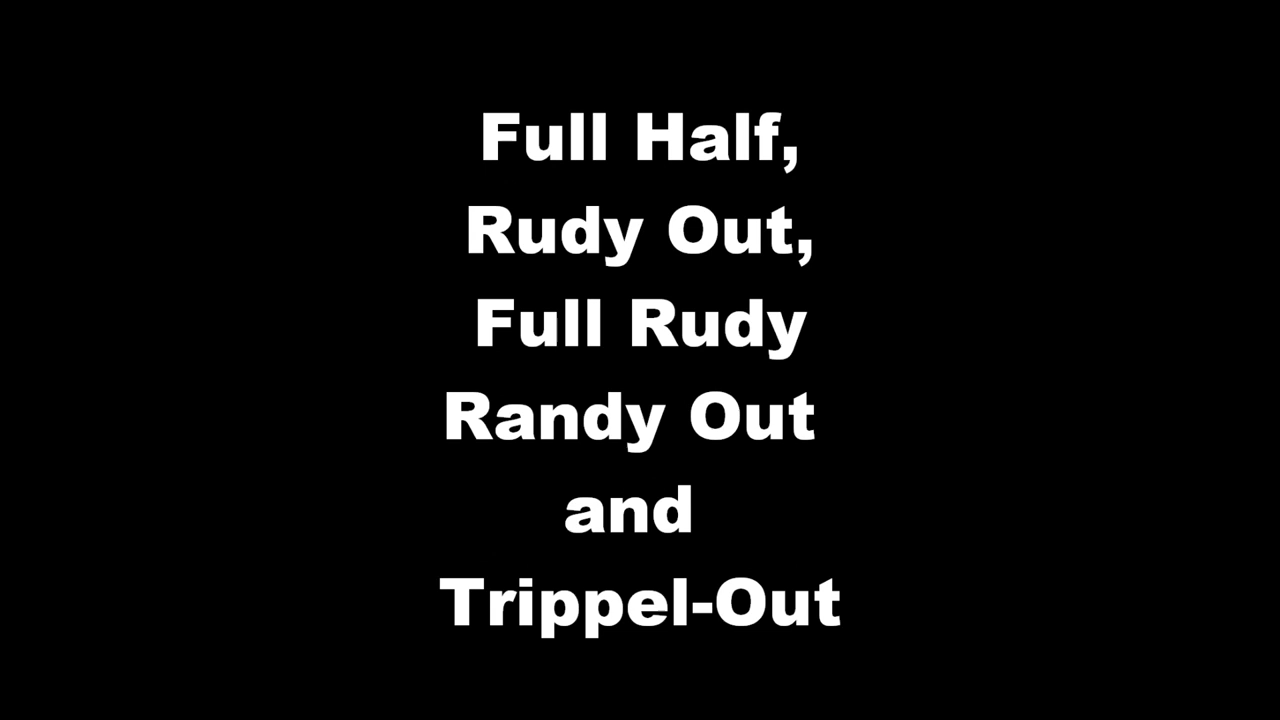 Full Half,
Rudy Out,
Full Rudy
Randy Out
and
Trippel-Out